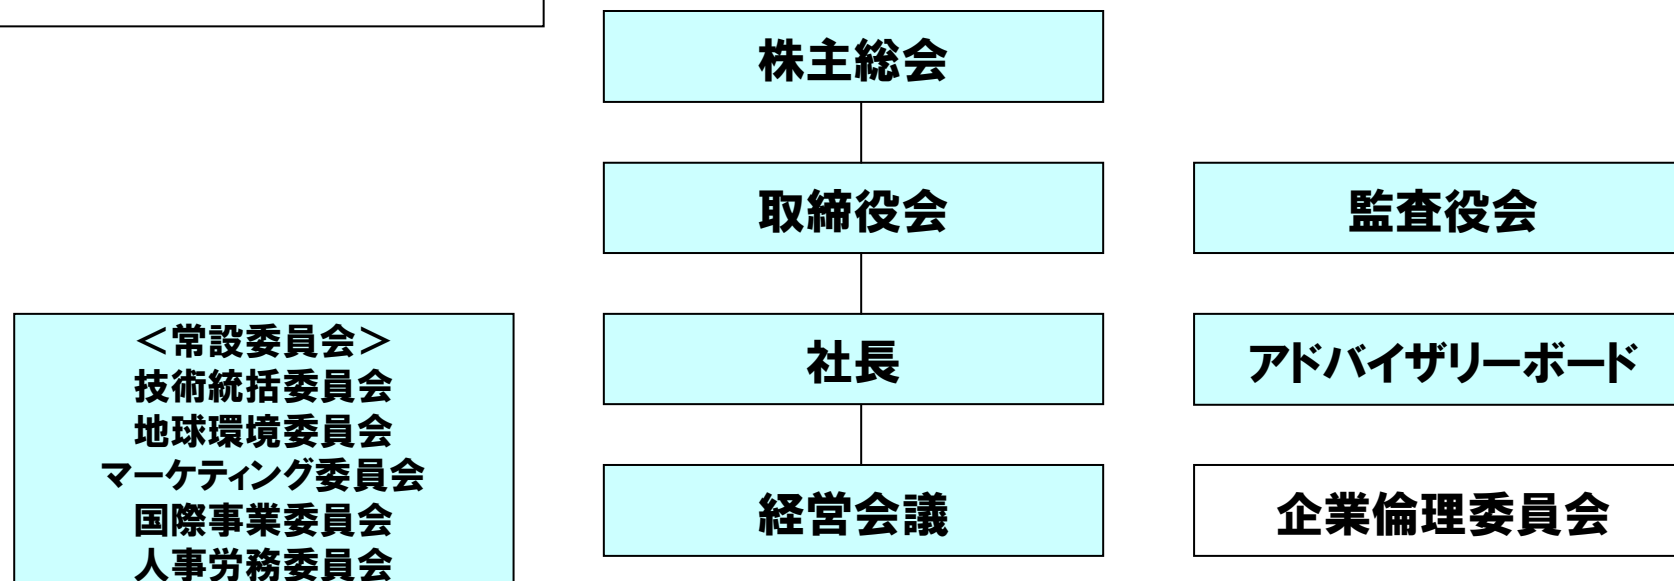 株主総会
取締役会
監査役会
社長
アドバイザリーボード
経営会議
企業倫理委員会
＜常設委員会＞
技術統括委員会
地球環境委員会
マーケティング委員会
国際事業委員会
人事労務委員会